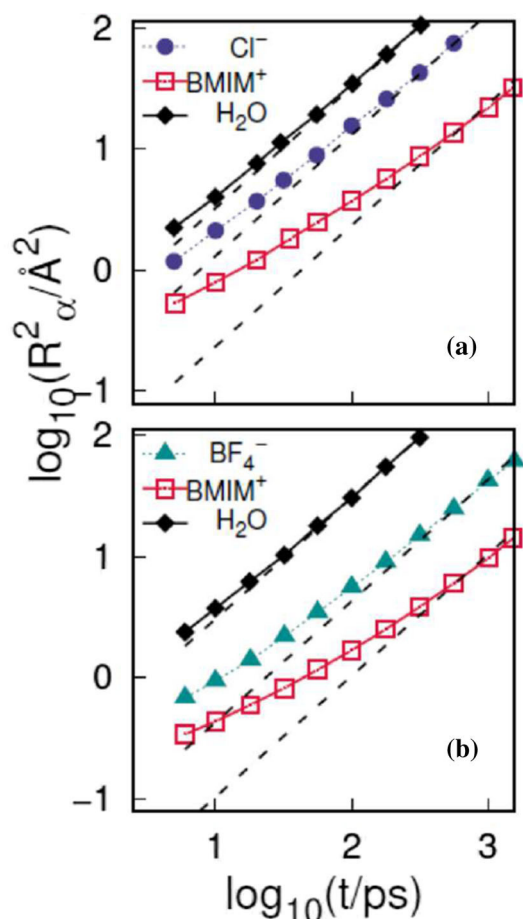 2
Cl⁻
BMIM⁺
H₂O
1
0
(a)
−1
log₁₀(R²α/Å²)
2
BF₄⁻
BMIM⁺
H₂O
1
0
(b)
−1
1 2 3
log₁₀(t/ps)